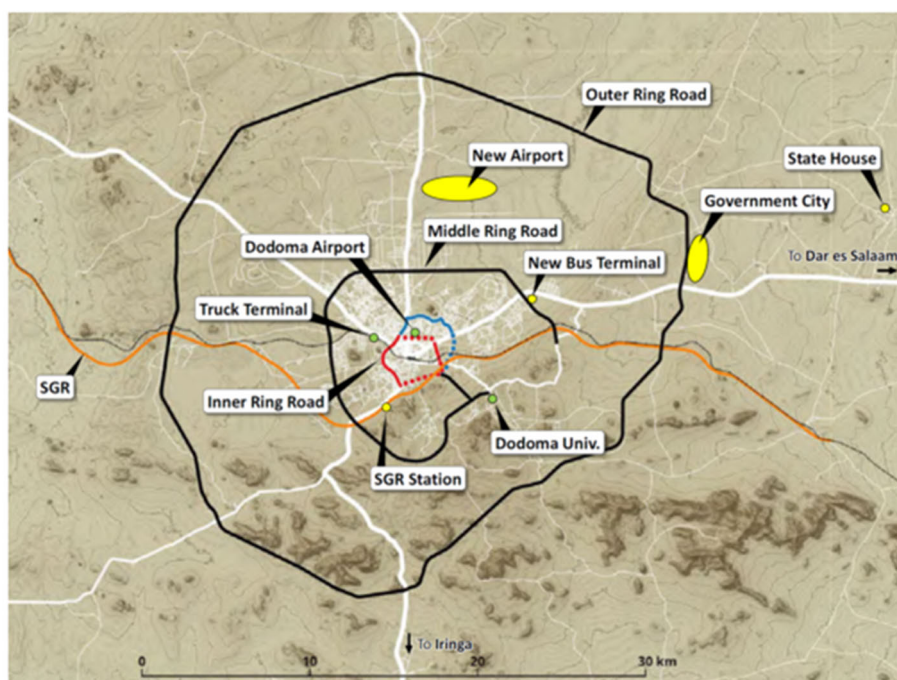 Outer Ring Road
New Airport
State House
Government City
Middle Ring Road
Dodoma Airport
To Dar es Salaam
New Bus Terminal
Truck Terminal
SGR
Inner Ring Road
Dodoma Univ.
SGR Station
To Iringa
0 10 20 30 km